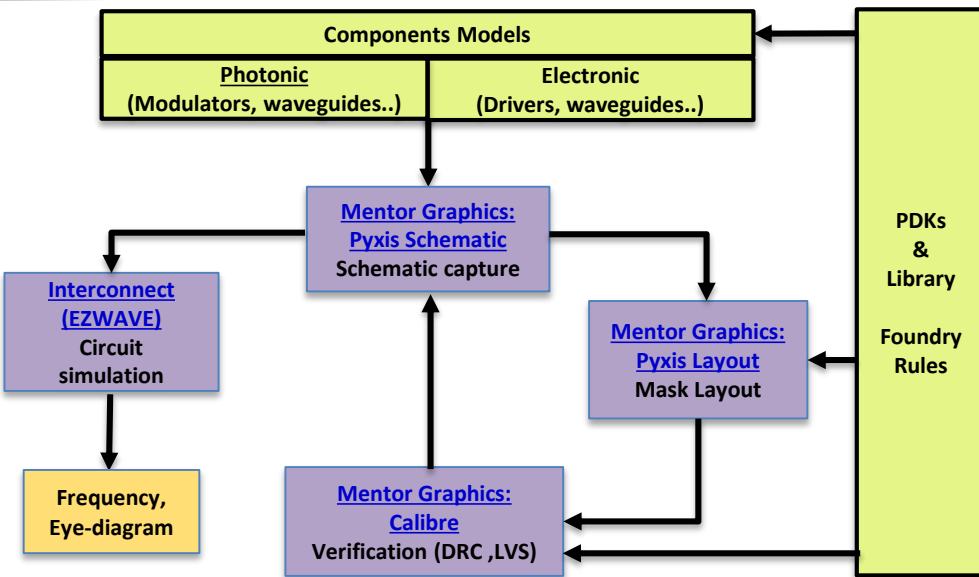 Components Models
Photonic
(Modulators, waveguides..)
Electronic
(Drivers, waveguides..)
Mentor Graphics:
Pyxis Schematic
Schematic capture
Interconnect
(EZWAVE)
Circuit
simulation
Mentor Graphics:
Pyxis Layout
Mask Layout
PDKs
&
Library
Foundry
Rules
Frequency,
Eye-diagram
Mentor Graphics:
Calibre
Verification (DRC ,LVS)